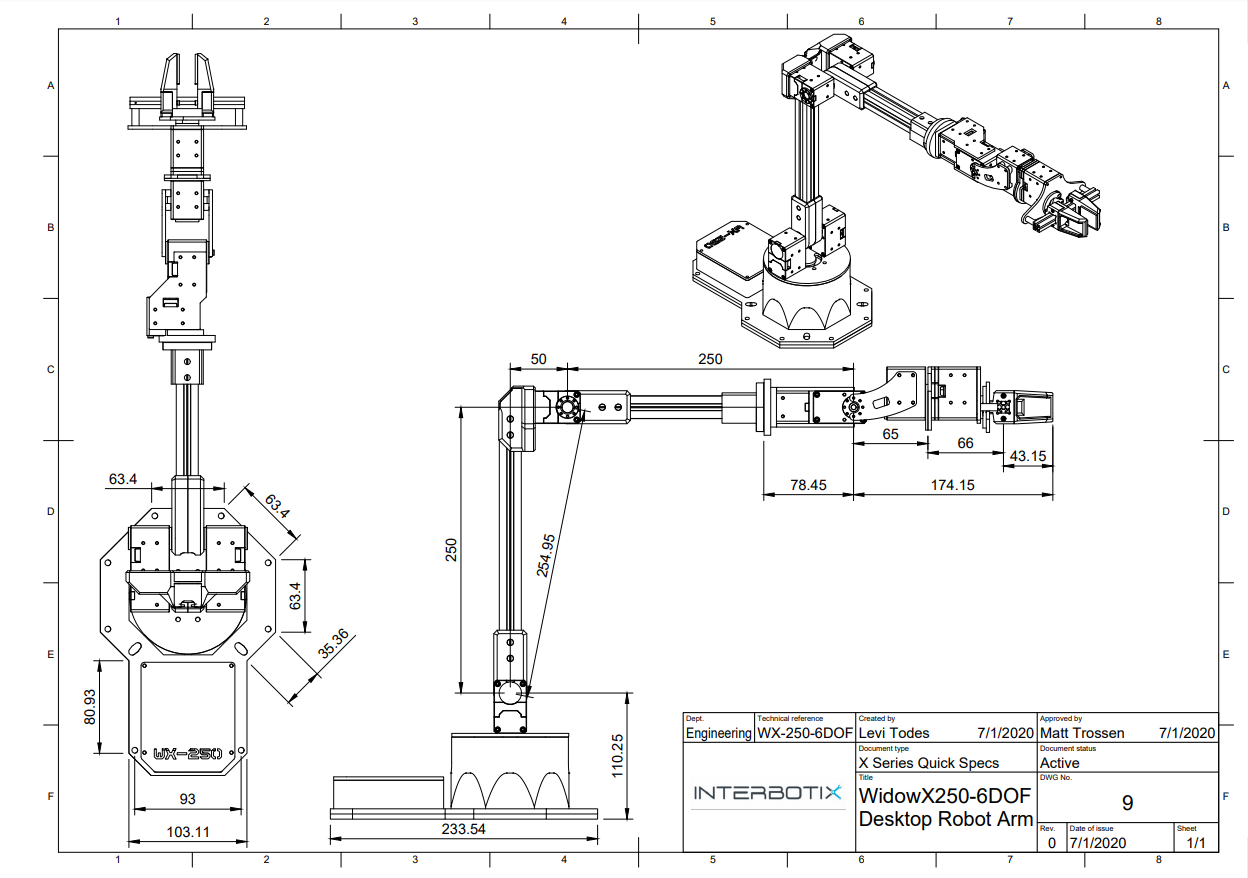 1 2 3 4 5 6 7 8
A A
B B
C C
D D
E E
F F
WX-250
50
250
65
66
43.15
78.45
174.15
63.4
63.4
250
254.95
63.4
35.36
80.93
WX-250
110.25
93
103.11
233.54
Dept.
Engineering
Technical reference
WX-250-6DOF
Created by
Levi Todes 7/1/2020
Approved by
Matt Trossen 7/1/2020
Document type
X Series Quick Specs
Document status
Active
INTERBOTIX
Title
WidowX250-6DOF
Desktop Robot Arm
DWG No.
9
Rev.
0
Date of issue
7/1/2020
Sheet
1/1
1 2 3 4 5 6 7 8